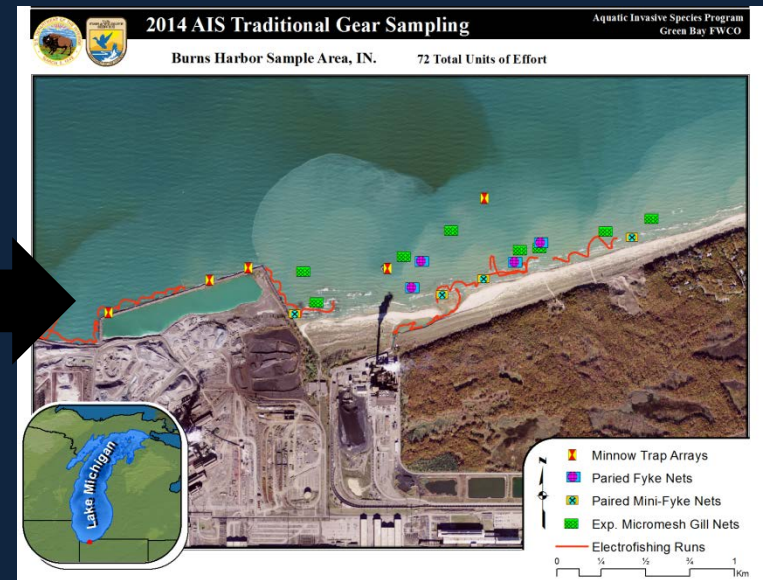 2014 AIS Traditional Gear Sampling
Aquatic Invasive Species Program
Green Bay FWCO
Burns Harbor Sample Area, IN. 72 Total Units of Effort
Lake Michigan
N
Minnow Trap Arrays
Paried Fyke Nets
Paired Mini-Fyke Nets
Exp. Micromesh Gill Nets
Electrofishing Runs
0 ¼ ½ ¾ 1
Km